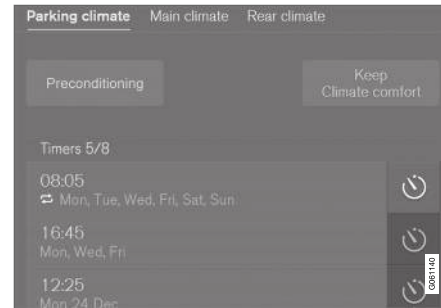 Parking climate Main climate Rear climate
Preconditioning
Keep
Climate comfort
Timers 5/8
08:05
Mon, Tue, Wed, Fri, Sat, Sun
16:45
Mon, Wed, Fri
12:25
Mon 24 Dec
G061140